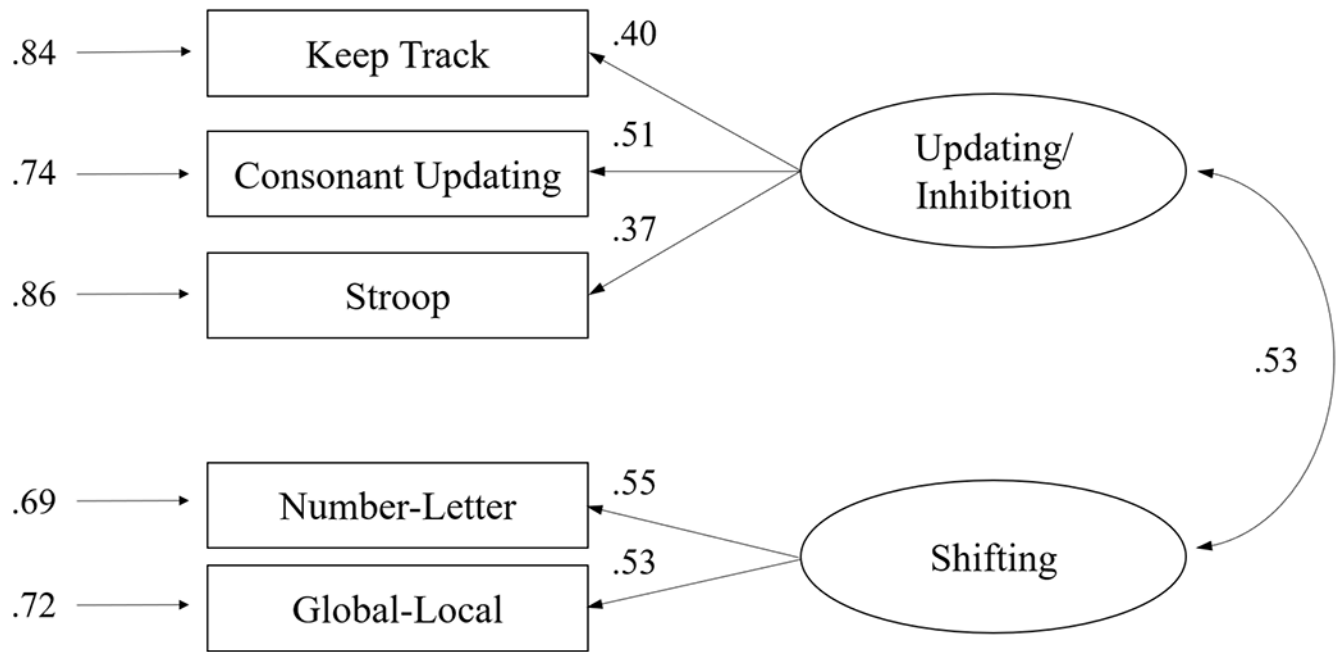 .84
Keep Track
.40
.74
Consonant Updating
.51
Updating/
Inhibition
.86
Stroop
.37
.53
.69
Number-Letter
.55
.72
Global-Local
.53
Shifting